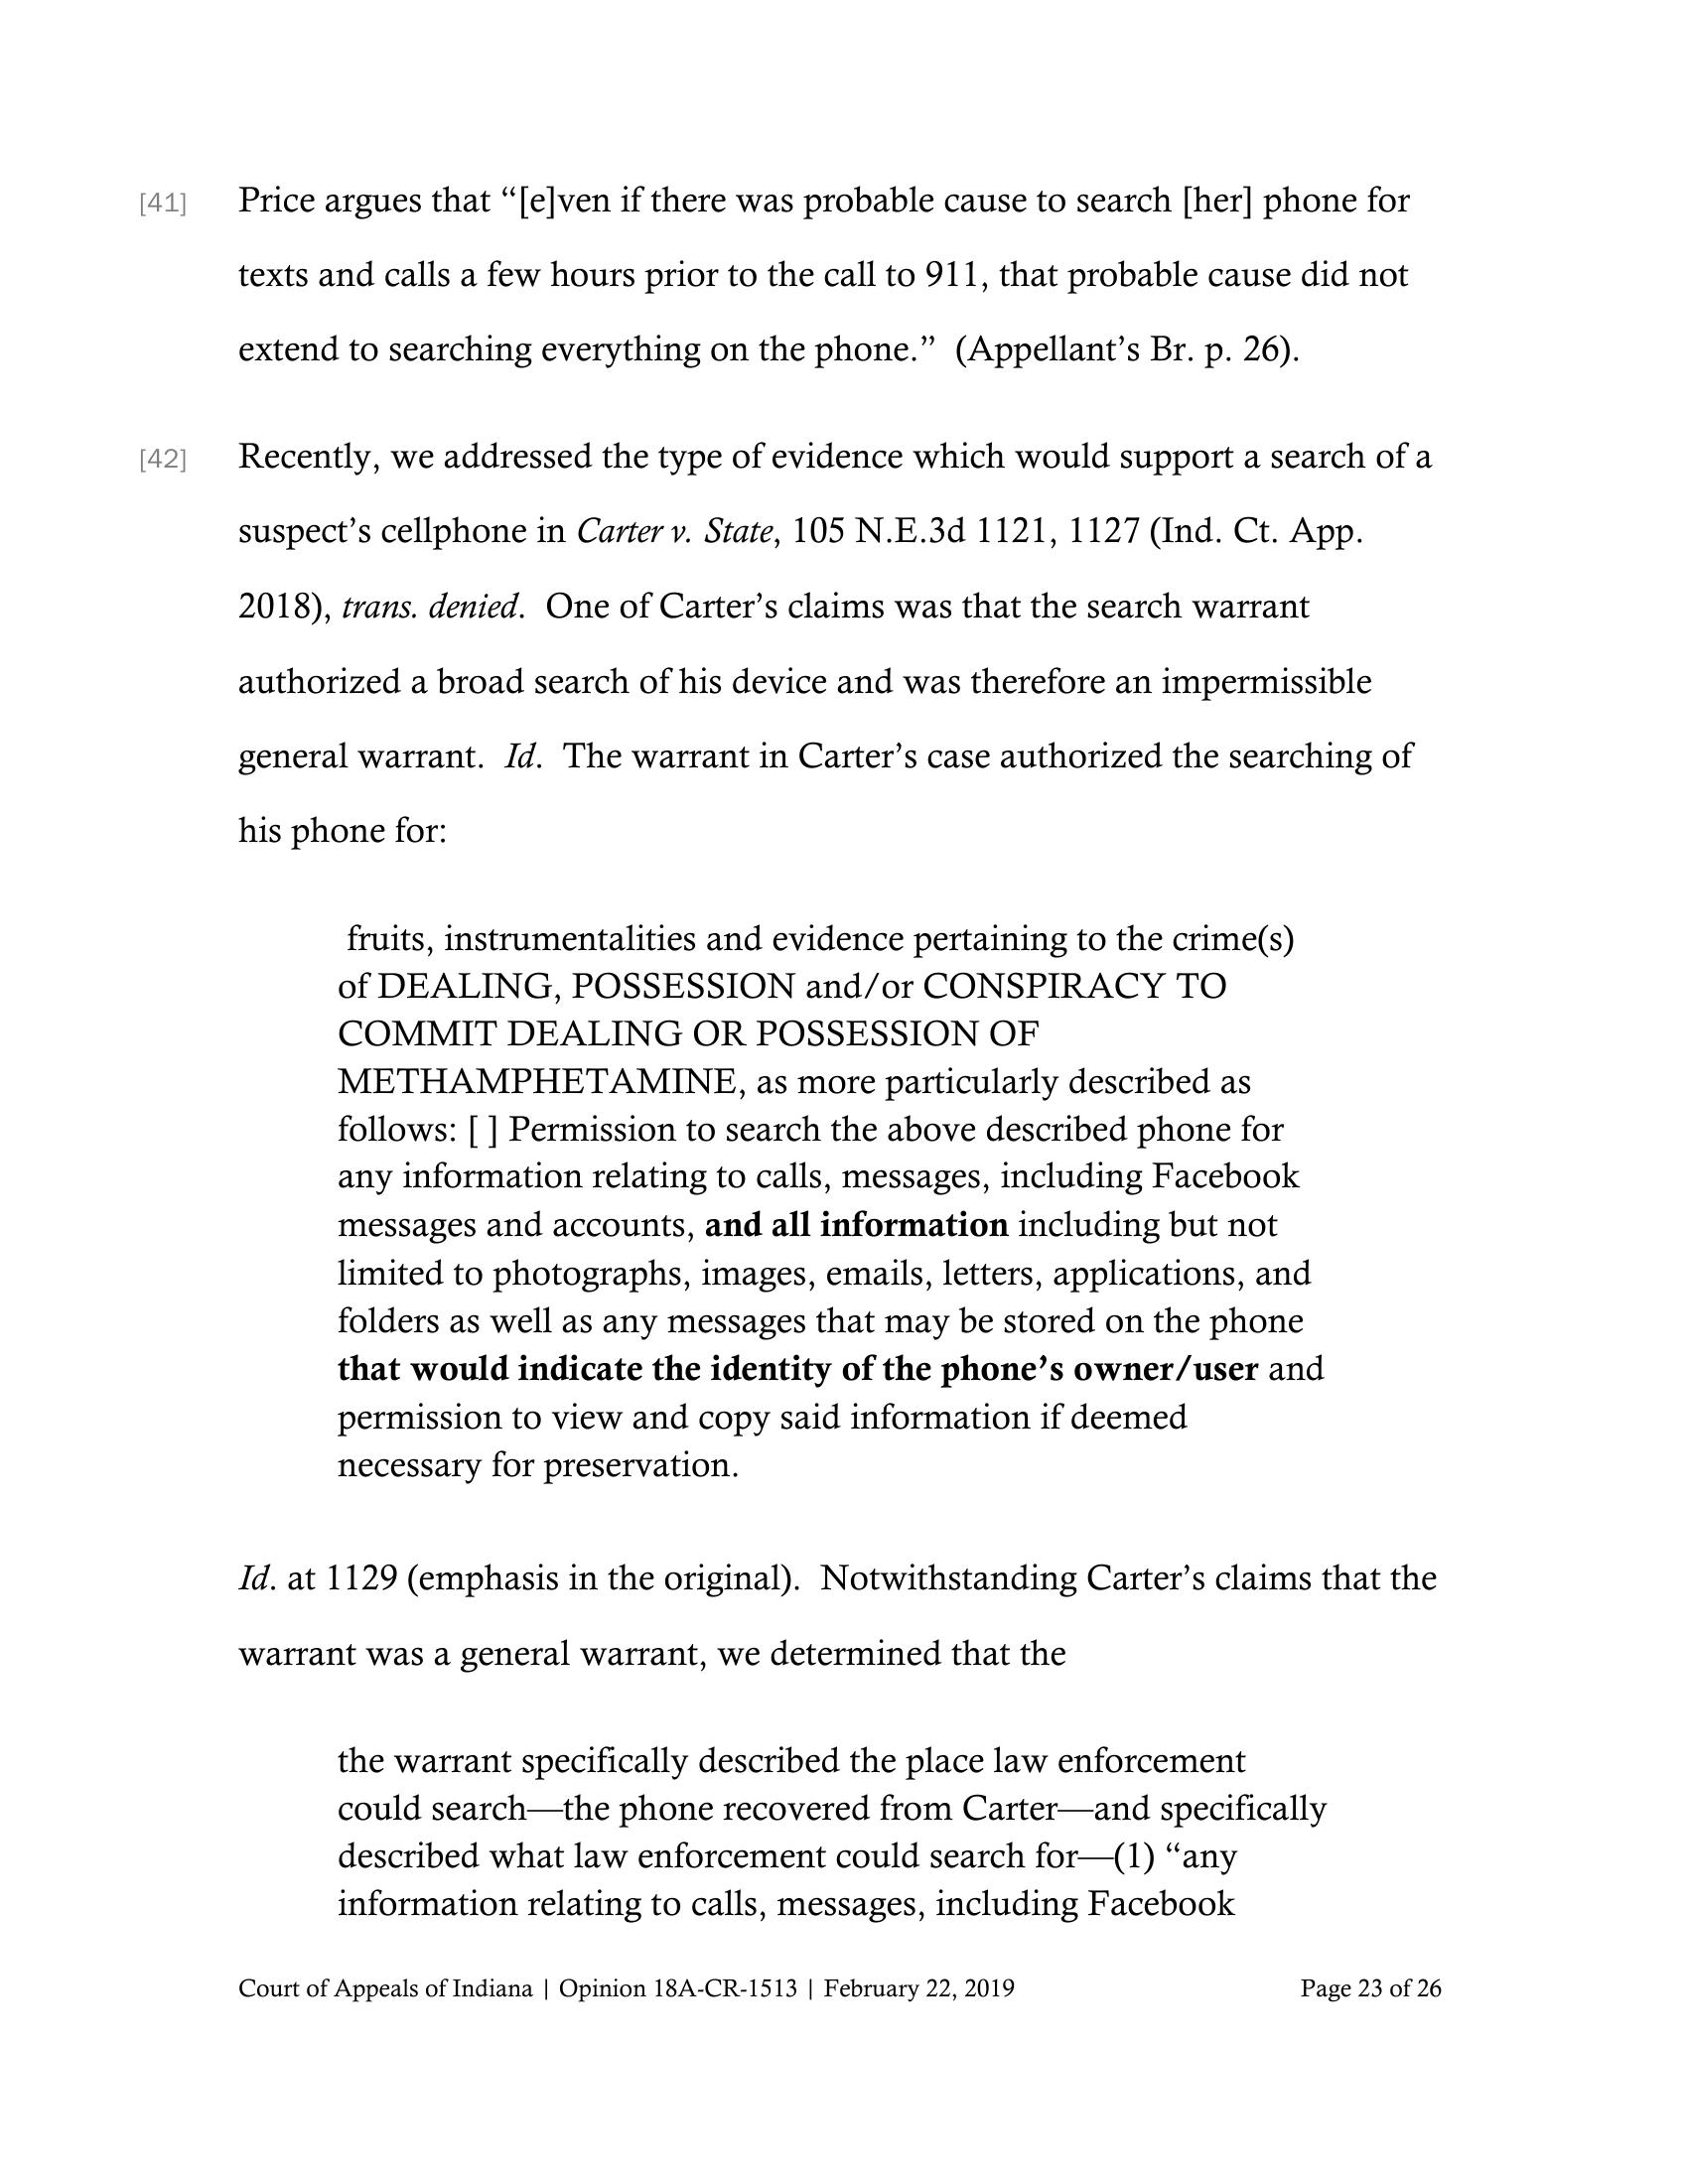 [41] Price argues that “[e]ven if there was probable cause to search [her] phone for
texts and calls a few hours prior to the call to 911, that probable cause did not
extend to searching everything on the phone.”  (Appellant’s Br. p. 26).
[42] Recently, we addressed the type of evidence which would support a search of a
suspect’s cellphone in Carter v. State, 105 N.E.3d 1121, 1127 (Ind. Ct. App.
2018), trans. denied.  One of Carter’s claims was that the search warrant
authorized a broad search of his device and was therefore an impermissible
general warrant.  Id.  The warrant in Carter’s case authorized the searching of
his phone for:
fruits, instrumentalities and evidence pertaining to the crime(s)
of DEALING, POSSESSION and/or CONSPIRACY TO
COMMIT DEALING OR POSSESSION OF
METHAMPHETAMINE, as more particularly described as
follows: [ ] Permission to search the above described phone for
any information relating to calls, messages, including Facebook
messages and accounts, and all information including but not
limited to photographs, images, emails, letters, applications, and
folders as well as any messages that may be stored on the phone
that would indicate the identity of the phone’s owner/user and
permission to view and copy said information if deemed
necessary for preservation.
Id. at 1129 (emphasis in the original).  Notwithstanding Carter’s claims that the
warrant was a general warrant, we determined that the
the warrant specifically described the place law enforcement
could search—the phone recovered from Carter—and specifically
described what law enforcement could search for—(1) “any
information relating to calls, messages, including Facebook
Court of Appeals of Indiana | Opinion 18A-CR-1513 | February 22, 2019 Page 23 of 26